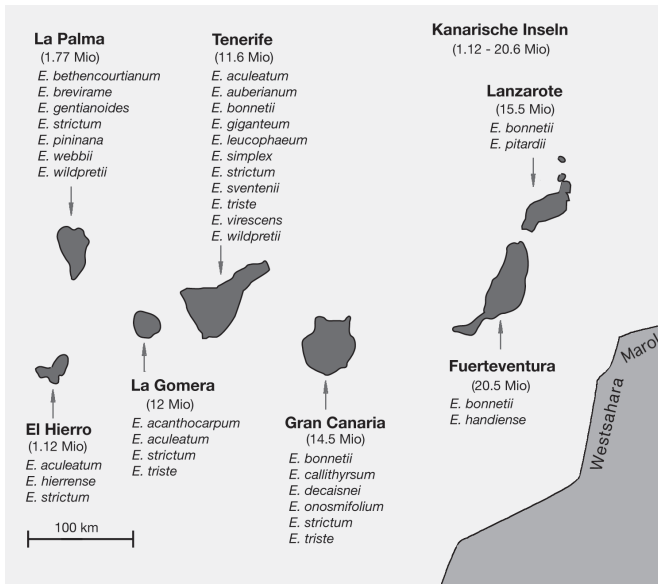 La Palma
(1.77 Mio)
E. bethencourtianum
E. brevirame
E. gentianoides
E. strictum
E. pininana
E. webbii
E. wildpretii
Tenerife
(11.6 Mio)
E. aculeatum
E. auberianum
E. bonnetii
E. giganteum
E. leucophaeum
E. simplex
E. strictum
E. sventenii
E. triste
E. virescens
E. wildpretii
Kanarische Inseln
(1.12 - 20.6 Mio)
Lanzarote
(15.5 Mio)
E. bonnetii
E. pitardii
El Hierro
(1.12 Mio)
E. aculeatum
E. hierrense
E. strictum
La Gomera
(12 Mio)
E. acanthocarpum
E. aculeatum
E. strictum
E. triste
Gran Canaria
(14.5 Mio)
E. bonnetii
E. callithyrsum
E. decaisnei
E. onosmifolium
E. strictum
E. triste
Fuerteventura
(20.5 Mio)
E. bonnetii
E. handiense
Westsahara
100 km